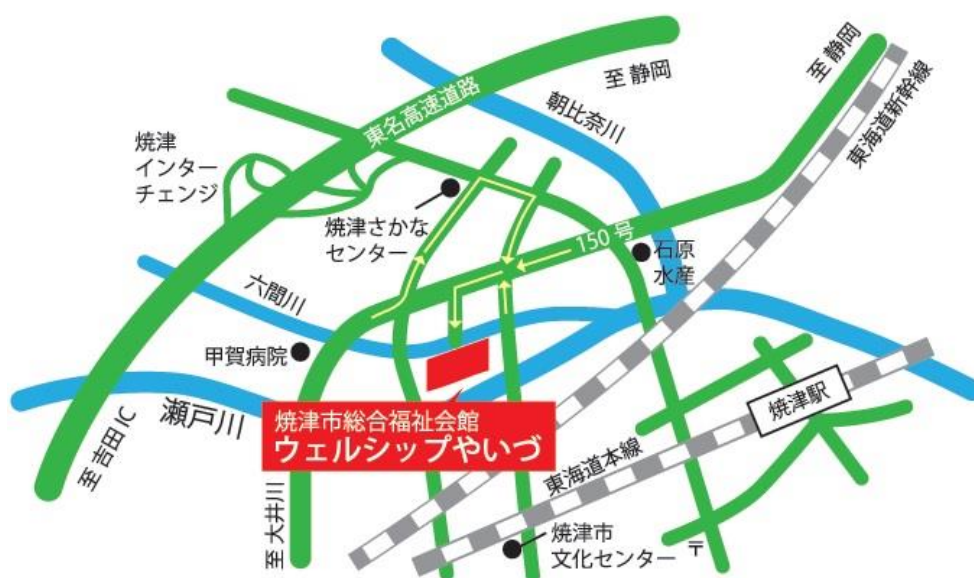 至 静岡
至 静岡
東名高速道路
朝比奈川
東海道新幹線
焼津
インター
チェンジ
焼津さかな
センター
150 号
石原
水産
六間川
甲賀病院
瀬戸川
至 吉田 IC
焼津市総合福祉会館
ウェルシップやいづ
焼津駅
東海道本線
至 大井川
焼津市
文化センター
〒